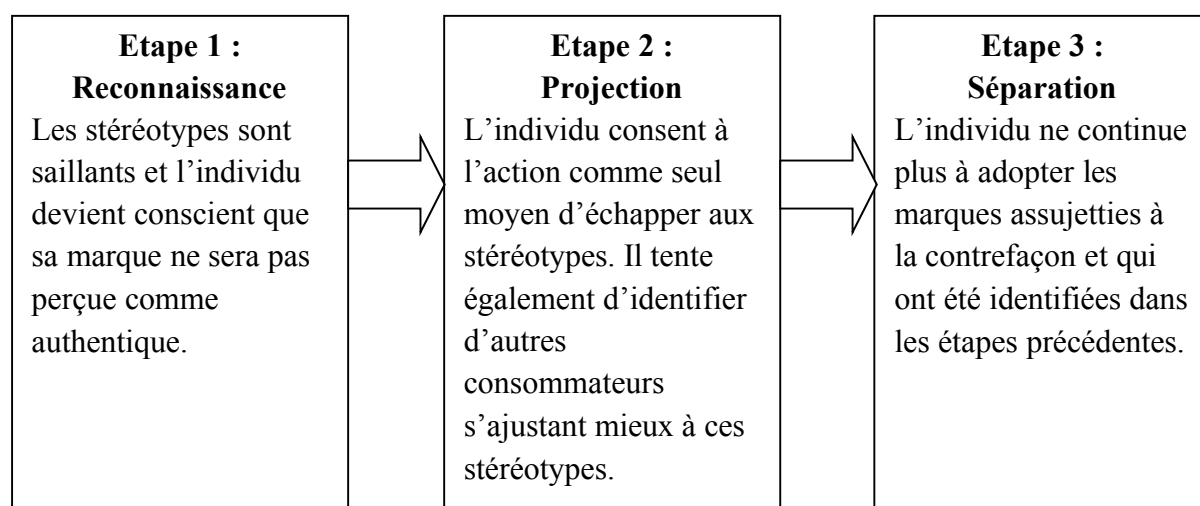 Etape 1 :
Reconnaissance
Les stéréotypes sont
saillants et l’individu
devient conscient que
sa marque ne sera pas
perçue comme
authentique.
Etape 2 :
Projection
L’individu consent à
l’action comme seul
moyen d’échapper aux
stéréotypes. Il tente
également d’identifier
d’autres
consommateurs
s’ajustant mieux à ces
stéréotypes.
Etape 3 :
Séparation
L’individu ne continue
plus à adopter les
marques assujetties à
la contrefaçon et qui
ont été identifiées dans
les étapes précédentes.